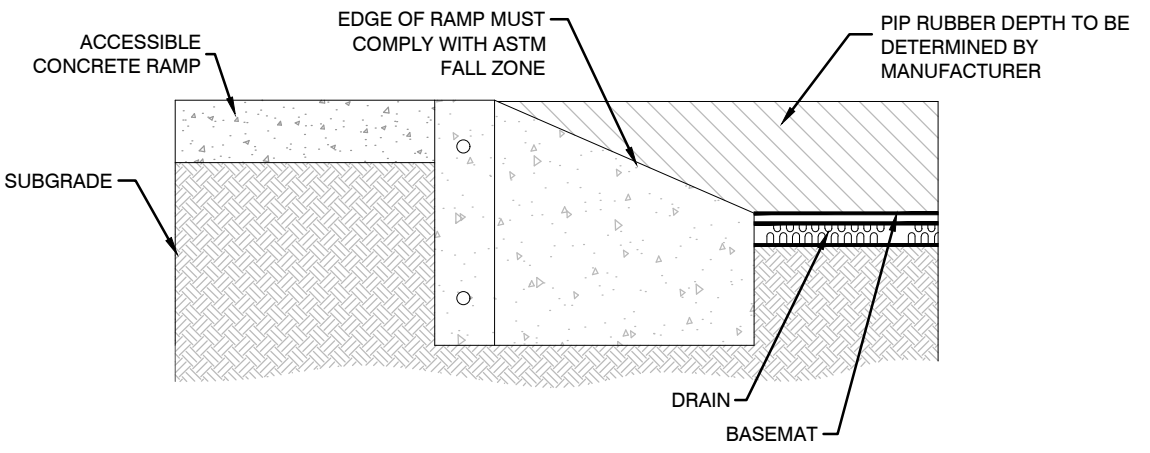 EDGE OF RAMP MUST
COMPLY WITH ASTM
FALL ZONE
PIP RUBBER DEPTH TO BE
DETERMINED BY
MANUFACTURER
ACCESSIBLE
CONCRETE RAMP
SUBGRADE
DRAIN
BASEMAT